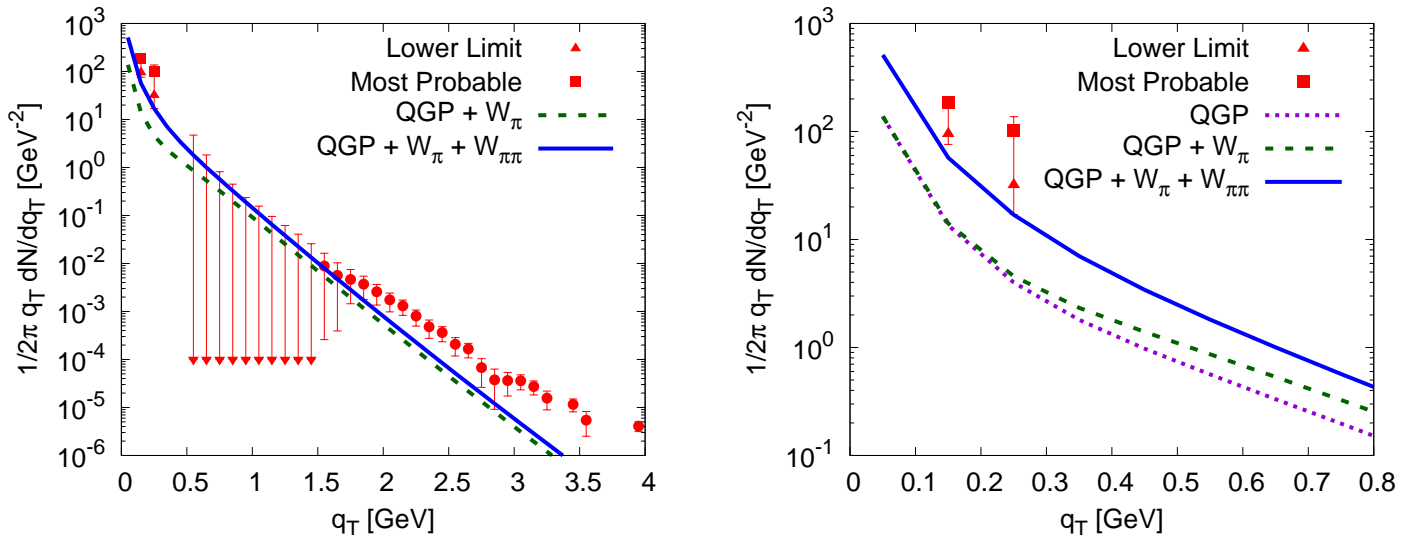 1/2π q_T dN/dq_T [GeV^-2]
10^3
10^2
10^1
10^0
10^-1
10^-2
10^-3
10^-4
10^-5
10^-6
Lower Limit
Most Probable
QGP + W_π
QGP + W_π + W_ππ
0 0.5 1 1.5 2 2.5 3 3.5 4
q_T [GeV]
1/2π q_T dN/dq_T [GeV^-2]
10^3
10^2
10^1
10^0
10^-1
Lower Limit
Most Probable
QGP
QGP + W_π
QGP + W_π + W_ππ
0 0.1 0.2 0.3 0.4 0.5 0.6 0.7 0.8
q_T [GeV]